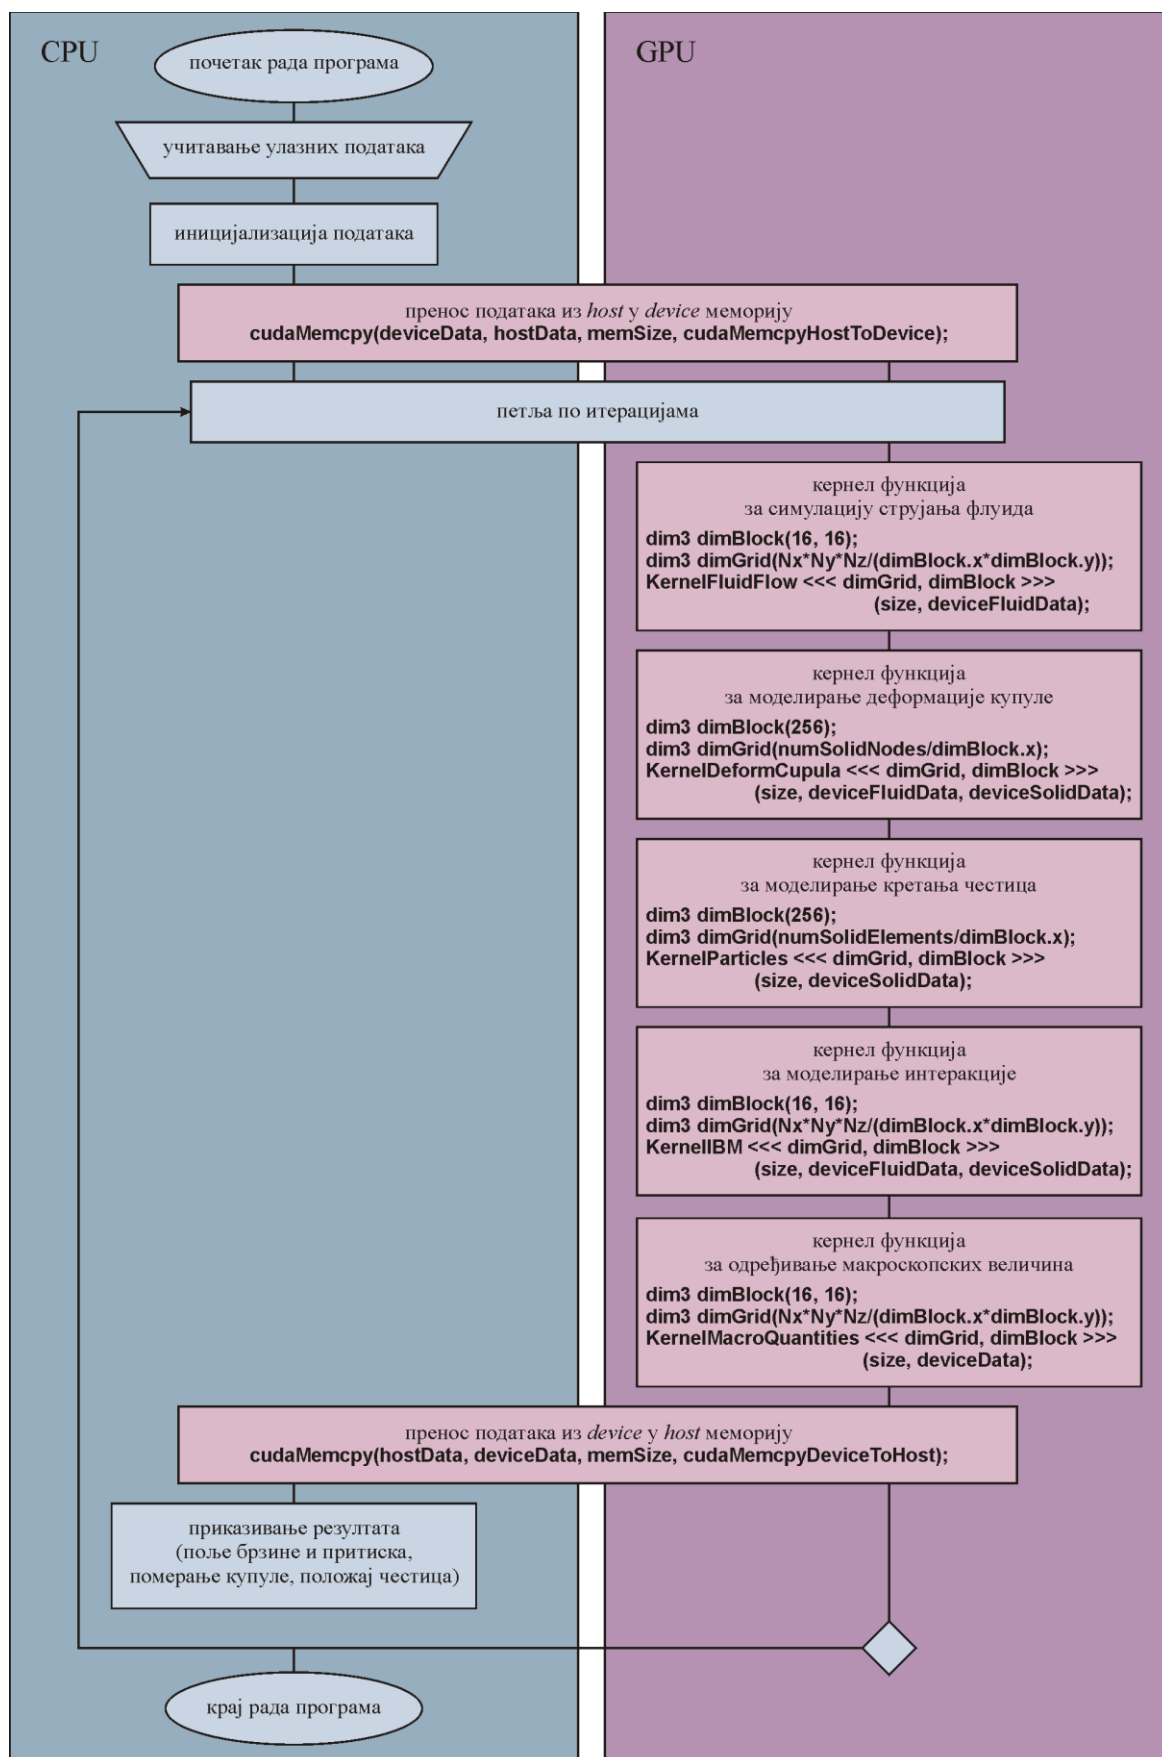 CPU
GPU
почетак рада програма
учитавање улазних података
иницијализација података
пренос података из host у device меморију
cudaMemcpy(deviceData, hostData, memSize, cudaMemcpyHostToDevice);
петља по итерацијама
кернел функција
за симулацију струјања флуида
dim3 dimBlock(16, 16);
dim3 dimGrid(Nx*Ny*Nz/(dimBlock.x*dimBlock.y));
KernelFluidFlow <<< dimGrid, dimBlock >>>
(size, deviceFluidData);
кернел функција
за моделирање деформације купуле
dim3 dimBlock(256);
dim3 dimGrid(numSolidNodes/dimBlock.x);
KernelDeformCupula <<< dimGrid, dimBlock >>>
(size, deviceFluidData, deviceSolidData);
кернел функција
за моделирање кретања честица
dim3 dimBlock(256);
dim3 dimGrid(numSolidElements/dimBlock.x);
KernelParticles <<< dimGrid, dimBlock >>>
(size, deviceSolidData);
кернел функција
за моделирање интеракције
dim3 dimBlock(16, 16);
dim3 dimGrid(Nx*Ny*Nz/(dimBlock.x*dimBlock.y));
KernelIBM <<< dimGrid, dimBlock >>>
(size, deviceFluidData, deviceSolidData);
кернел функција
за одређивање макроскопских величина
dim3 dimBlock(16, 16);
dim3 dimGrid(Nx*Ny*Nz/(dimBlock.x*dimBlock.y));
KernelMacroQuantities <<< dimGrid, dimBlock >>>
(size, deviceData);
пренос података из device у host меморију
cudaMemcpy(hostData, deviceData, memSize, cudaMemcpyDeviceToHost);
приказивање резултата
(поље брзине и притиска,
померање купуле, положај честица)
крај рада програма